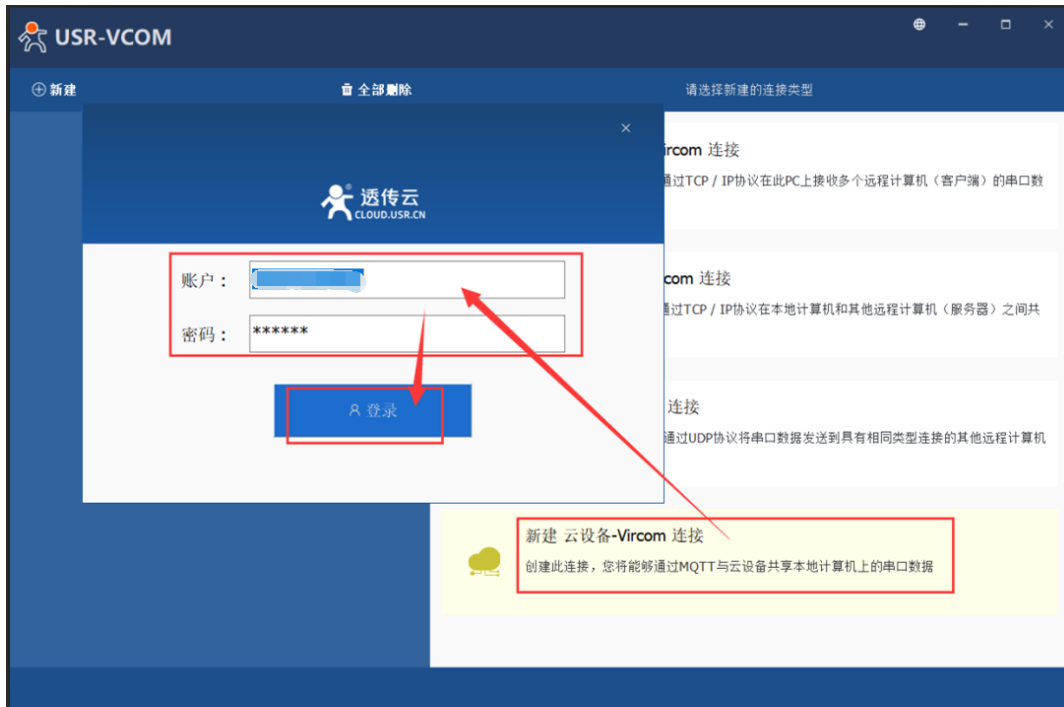 USR-VCOM
新建
全部删除
请选择新建的连接类型
ircom 连接
通过TCP / IP协议在此PC上接收多个远程计算机（客户端）的串口数
透传云
CLOUD.USR.CN
账户：
com 连接
通过TCP / IP协议在本地计算机和其他远程计算机（服务器）之间共
密码：
******
登录
连接
通过UDP协议将串口数据发送到具有相同类型连接的其他远程计算机
新建 云设备-Vircom 连接
创建此连接，您将能够通过MQTT与云设备共享本地计算机上的串口数据